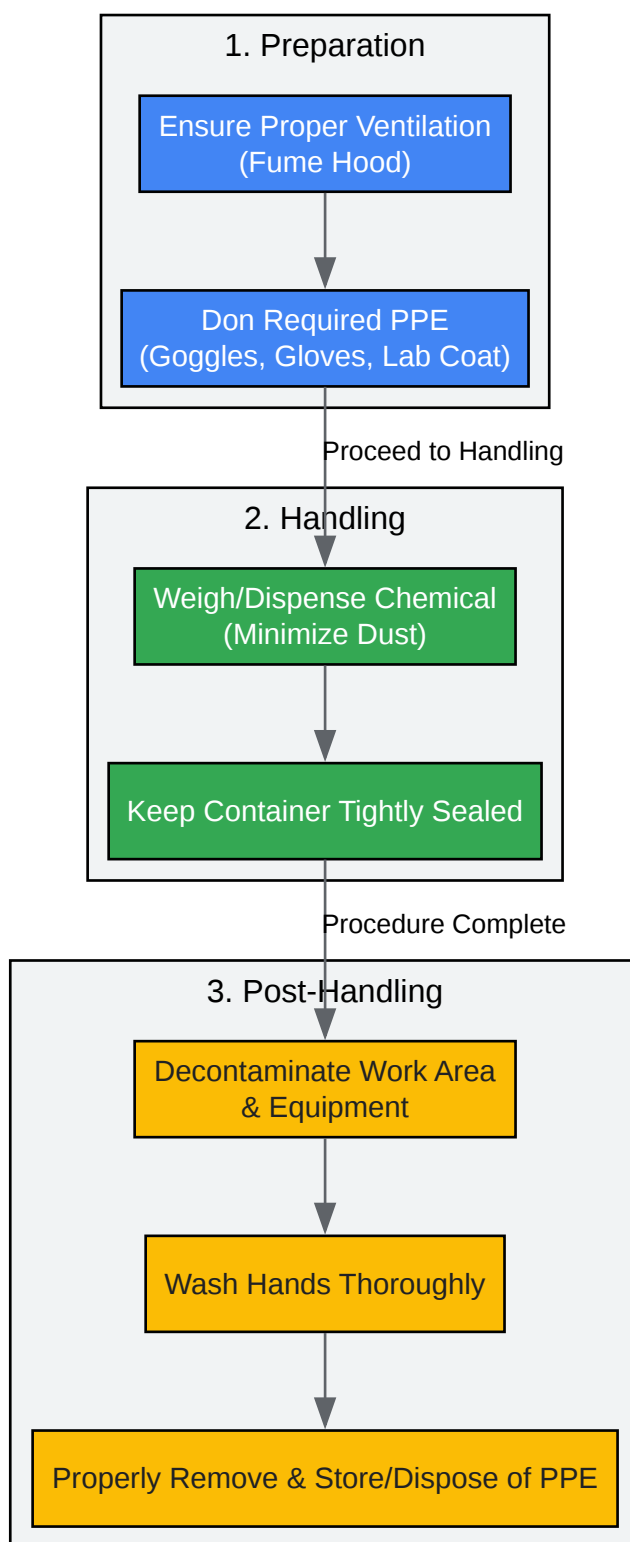 1. Preparation
Ensure Proper Ventilation
(Fume Hood)
Don Required PPE
(Goggles, Gloves, Lab Coat)
Proceed to Handling
2. Handling
Weigh/Dispense Chemical
(Minimize Dust)
Keep Container Tightly Sealed
Procedure Complete
3. Post-Handling
Decontaminate Work Area
& Equipment
Wash Hands Thoroughly
Properly Remove & Store/Dispose of PPE